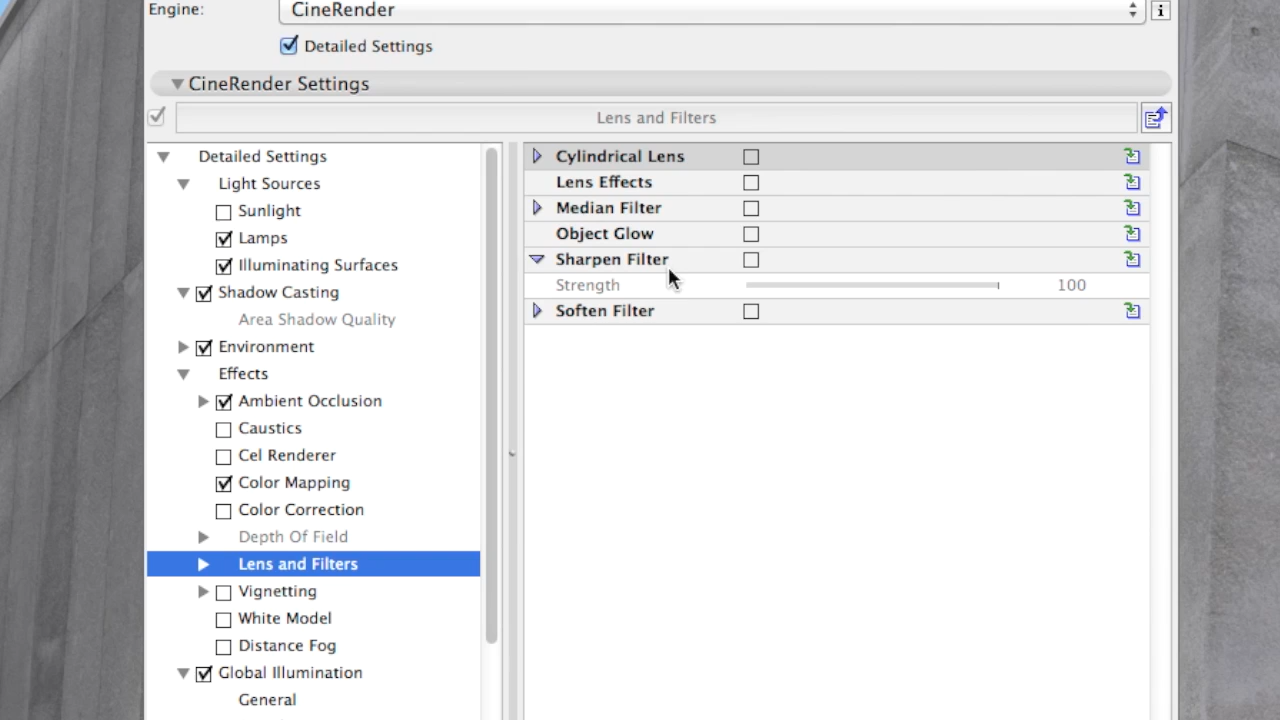 Engine:
CineRender
Detailed Settings
CineRender Settings
Lens and Filters
Detailed Settings
Light Sources
Sunlight
Lamps
Illuminating Surfaces
Shadow Casting
Area Shadow Quality
Environment
Effects
Ambient Occlusion
Caustics
Cel Renderer
Color Mapping
Color Correction
Depth Of Field
Lens and Filters
Vignetting
White Model
Distance Fog
Global Illumination
General
Cylindrical Lens
Lens Effects
Median Filter
Object Glow
Sharpen Filter
Strength 100
Soften Filter